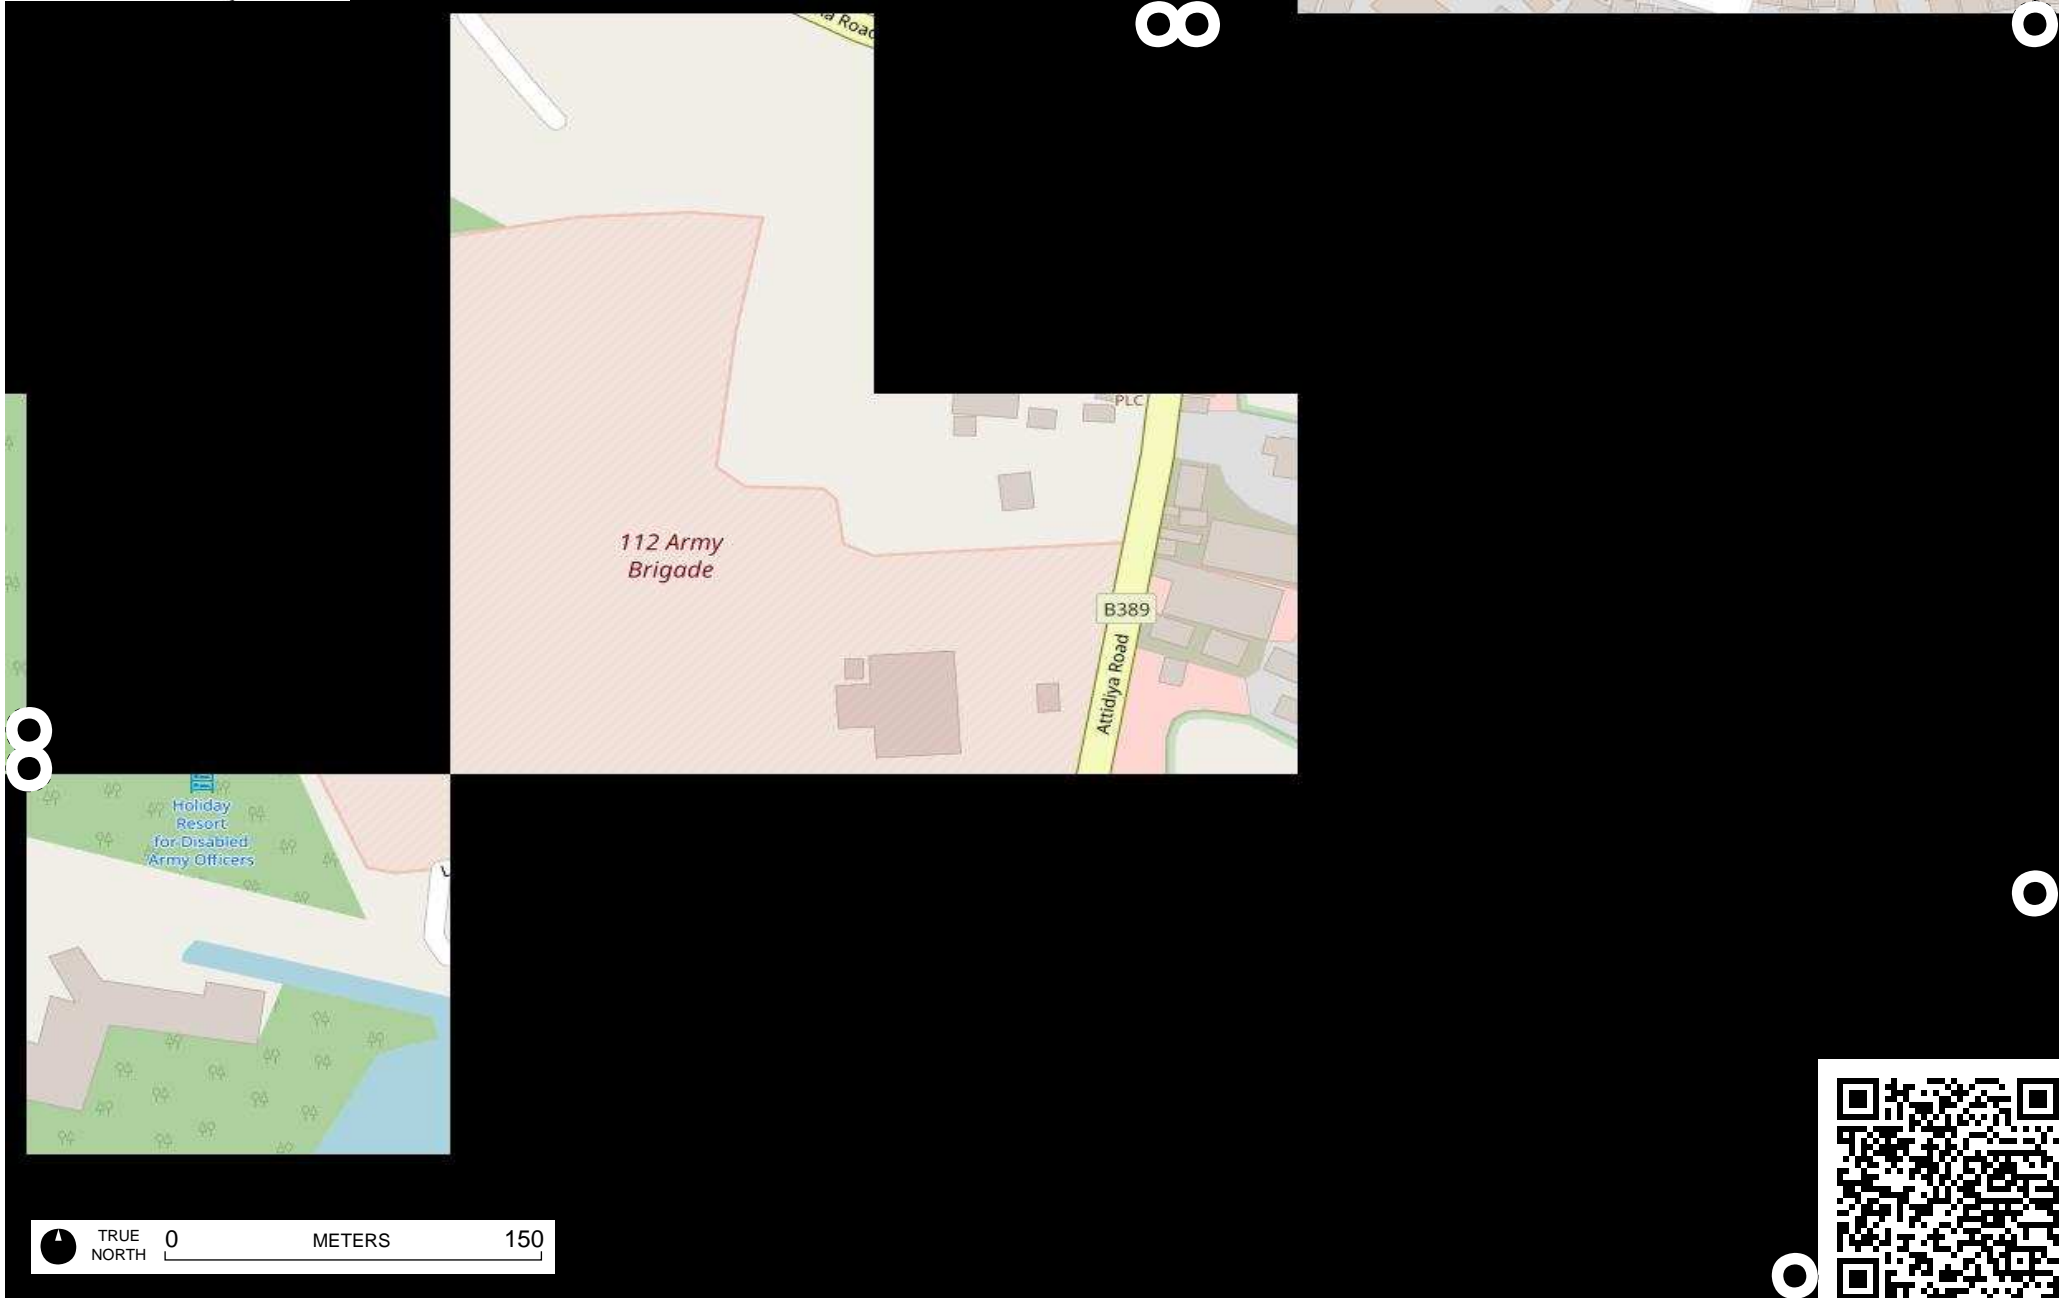 a Road
PLC
112 Army
Brigade
B389
Attidiya Road
Holiday
Resort
for Disabled
Army Officers
TRUE
NORTH
0
METERS
150